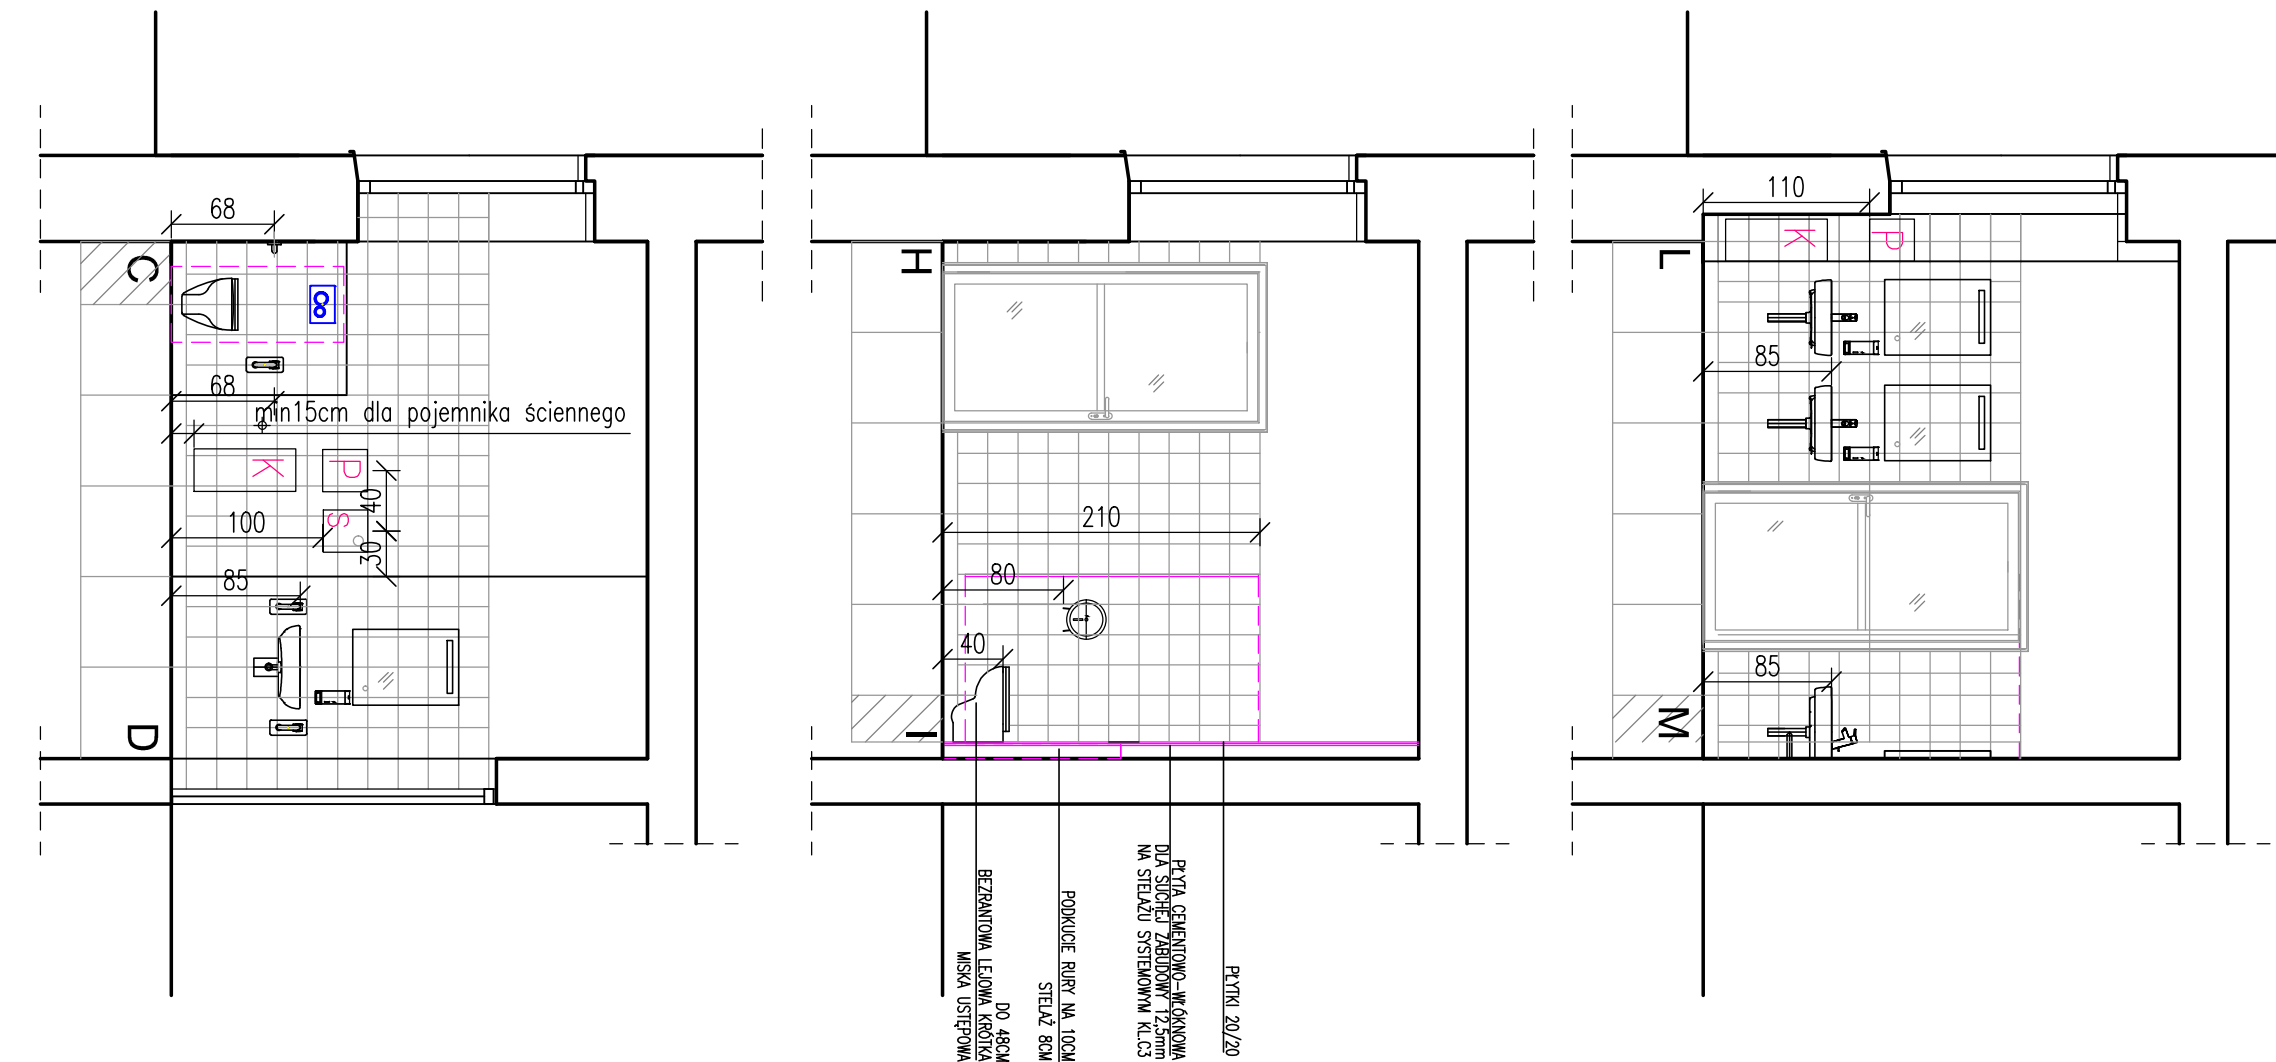 68
C
68
min15cm dla pojemnika ściennego
K
P
40
S
100
30
85
D
H
210
80
40
I
PŁYTKI 20/20
PŁYTA CEMENTOWO-WŁÓKNOWA
DLA SUCHEJ ZABUDOWY 12,5mm
NA STELAŻU SYSTEMOWYM KL.C3
PODKUCIE RURY NA 10CM
STELAŻ 8CM
DO 48CM
BEZRANTOWA LEJOWA KRÓTKA
MISKA USTĘPOWA
110
K
P
L
85
85
M